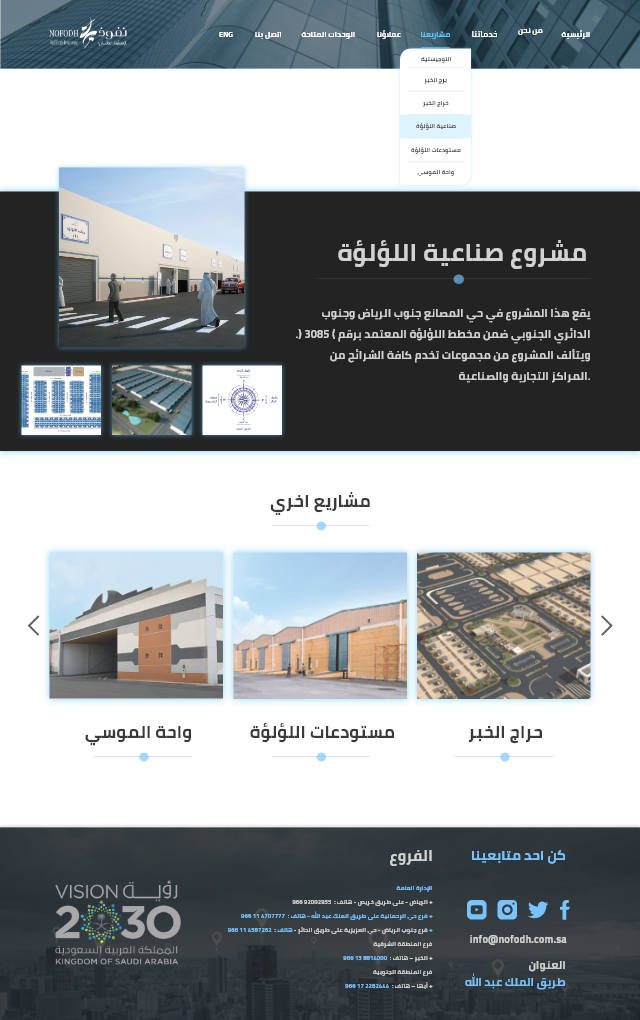 الرئيسية
من نحن
خدماتنا
مشاريعنا
عملاؤنا
الوحدات المتاحة
اتصل بنا
ENG
نفوذ
NOFODH
اللوجيستية
برج الخبر
حراج الخبر
صناعية اللؤلؤة
مستودعات اللؤلؤة
واحة الموسي
مشروع صناعية اللؤلؤة
يقع هذا المشروع في حي المصانع جنوب الرياض وجنوب
الدائري الجنوبي ضمن مخطط اللؤلؤة المعتمد برقم ( 3085 ).
ويتألف المشروع من مجموعات تخدم كافة الشرائح من
المراكز التجارية والصناعية.
مشاريع اخري
حراج الخبر
مستودعات اللؤلؤة
واحة الموسي
كن احد متابعينا
info@nofodh.com.sa
العنوان
طريق الملك عبد الله
الفروع
الإدارة العامة
• الرياض - على طريق خريص - هاتف : 966 92002955
• فرع حي الرحمانية على طريق الملك عبد الله - هاتف : 966 11 4707777
• فرع جنوب الرياض - حي العزيزية على طريق الحائر - هاتف : 966 11 4387262
فرع المنطقة الشرقية
• الخبر – هاتف : 966 13 8814000
فرع المنطقة الجنوبية
• أبها – هاتف : 966 17 2282444
رؤية VISION
2030
المملكة العربية السعودية
KINGDOM OF SAUDI ARABIA